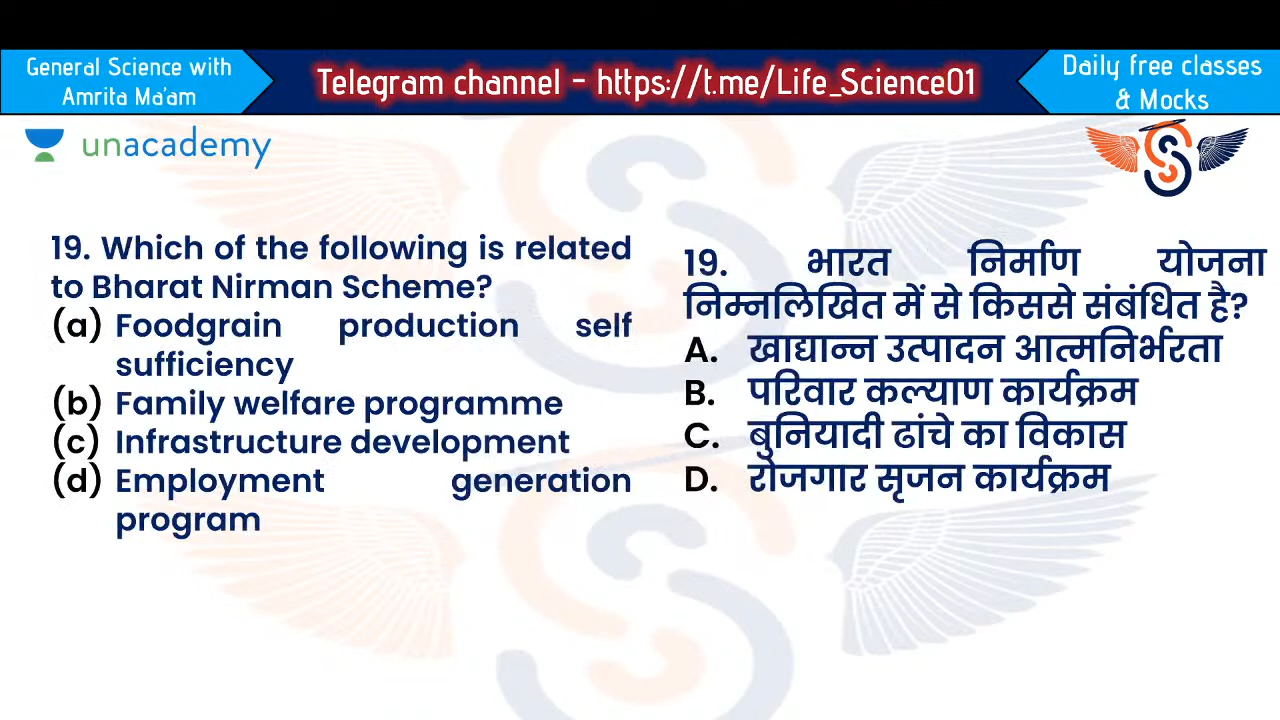 General Science with
Amrita Ma'am
Telegram channel - https://t.me/Life_Science01
Daily free classes
& Mocks
unacademy
19. Which of the following is related
to Bharat Nirman Scheme?
(a) Foodgrain production self
sufficiency
(b) Family welfare programme
(c) Infrastructure development
(d) Employment generation
program
19. भारत निर्माण योजना
निम्नलिखित में से किससे संबंधित है?
A. खाद्यान्न उत्पादन आत्मनिर्भरता
B. परिवार कल्याण कार्यक्रम
C. बुनियादी ढांचे का विकास
D. रोजगार सृजन कार्यक्रम